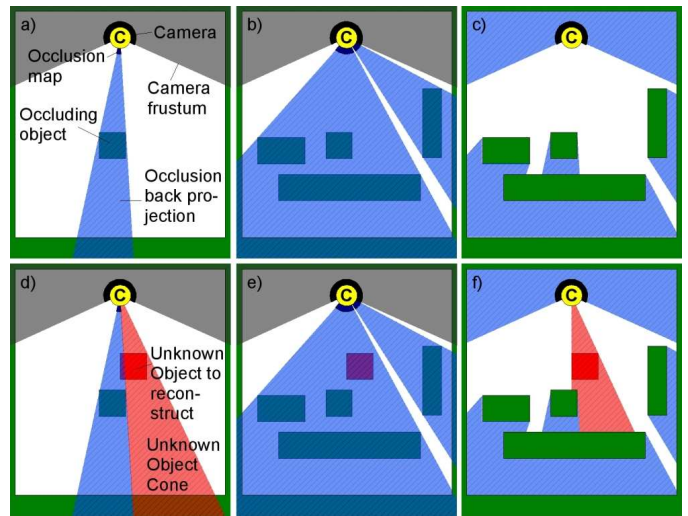 a)
C
Camera
Occlusion
map
Camera
frustum
Occluding
object
Occlusion
back pro-
jection
b)
C
c)
C
d)
C
Unknown
Object to
recon-
struct
Unknown
Object
Cone
e)
C
f)
C